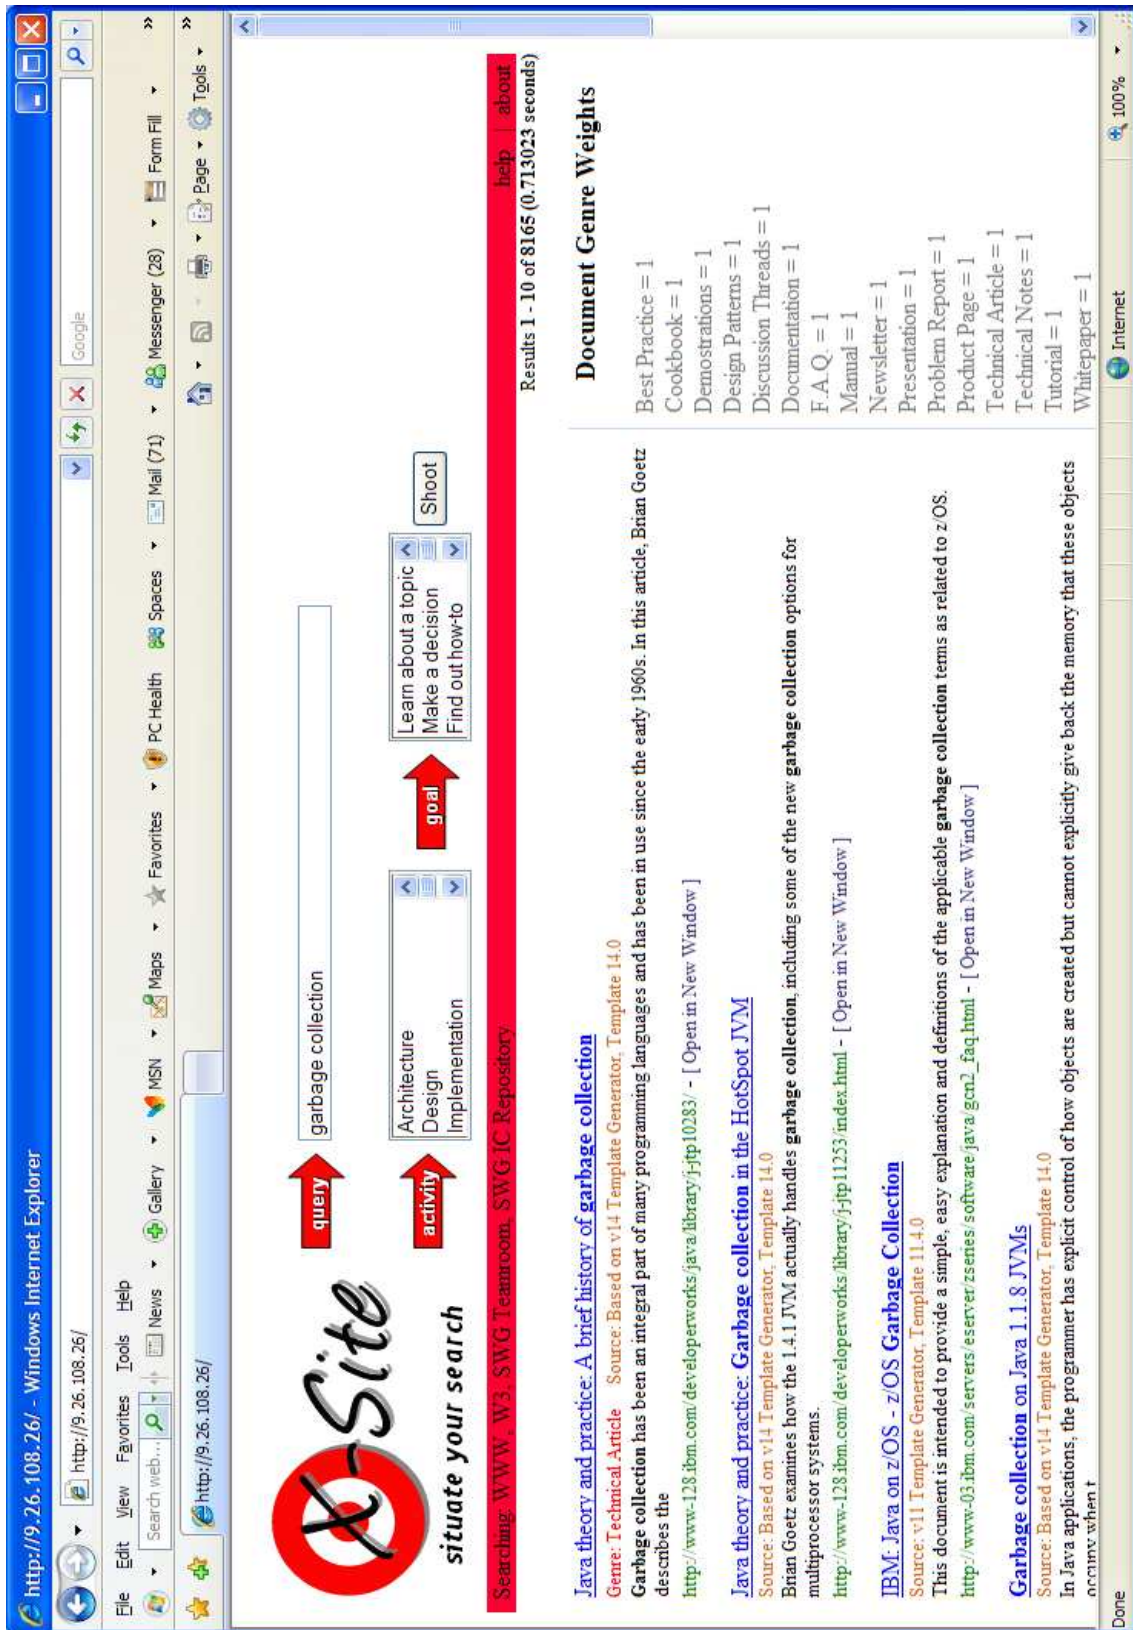 http://9.26.108.26/ - Windows Internet Explorer
http://9.26.108.26/
Google
File Edit View Favorites Tools Help
Search web...
News Gallery MSN Maps Favorites PC Health Spaces Mail (71) Messenger (28) Form Fill
http://9.26.108.26/
Page Tools
X-Site
situate your search
query
garbage collection
activity
Architecture
Design
Implementation
goal
Learn about a topic
Make a decision
Find out how-to
Shoot
Searching: WWW, W3, SWG Teamroom, SWG IC Repository help | about
Results 1 - 10 of 8165 (0.713023 seconds)
Java theory and practice: A brief history of garbage collection
Genre: Technical Article Source: Based on v14 Template Generator, Template 14.0
Garbage collection has been an integral part of many programming languages and has been in use since the early 1960s. In this article, Brian Goetz
describes the
http://www-128.ibm.com/developerworks/java/library/j-jtp10283/ - [ Open in New Window ]
Java theory and practice: Garbage collection in the HotSpot JVM
Source: Based on v14 Template Generator, Template 14.0
Brian Goetz examines how the 1.4.1 JVM actually handles garbage collection, including some of the new garbage collection options for
multiprocessor systems.
http://www-128.ibm.com/developerworks/library/j-jtp11253/index.html - [ Open in New Window ]
IBM: Java on z/OS - z/OS Garbage Collection
Source: v11 Template Generator, Template 11.4.0
This document is intended to provide a simple, easy explanation and definitions of the applicable garbage collection terms as related to z/OS.
http://www-03.ibm.com/servers/eserver/zseries/software/java/gcn2_faq.html - [ Open in New Window ]
Garbage collection on Java 1.1.8 JVMs
Source: Based on v14 Template Generator, Template 14.0
In Java applications, the programmer has explicit control of how objects are created but cannot explicitly give back the memory that these objects
occupy when t
Document Genre Weights
Best Practice = 1
Cookbook = 1
Demostrations = 1
Design Patterns = 1
Discussion Threads = 1
Documentation = 1
F.A.Q. = 1
Manual = 1
Newsletter = 1
Presentation = 1
Problem Report = 1
Product Page = 1
Technical Article = 1
Technical Notes = 1
Tutorial = 1
Whitepaper = 1
Done Internet 100%